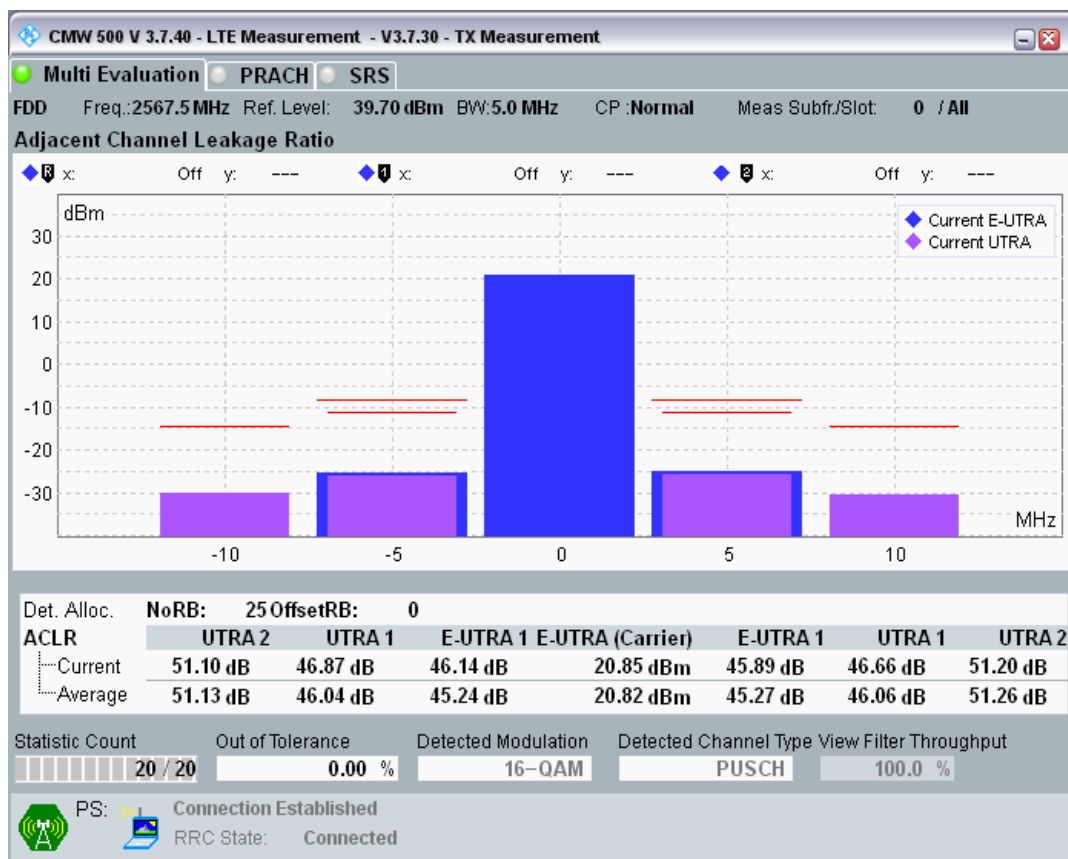 CMW 500 V 3.7.40 - LTE Measurement - V3.7.30 - TX Measurement
Multi Evaluation PRACH SRS
FDD Freq.:2567.5 MHz Ref. Level: 39.70 dBm BW:5.0 MHz CP :Normal Meas Subfr./Slot: 0 / All
Adjacent Channel Leakage Ratio
R x: Off y: --- 1 x: Off y: --- 2 x: Off y: ---
dBm
Current E-UTRA
Current UTRA
30
20
10
0
-10
-20
-30
MHz
-10 -5 0 5 10
Det. Alloc. NoRB: 25 OffsetRB: 0
ACLR UTRA 2 UTRA 1 E-UTRA 1 E-UTRA (Carrier) E-UTRA 1 UTRA 1 UTRA 2
Current 51.10 dB 46.87 dB 46.14 dB 20.85 dBm 45.89 dB 46.66 dB 51.20 dB
Average 51.13 dB 46.04 dB 45.24 dB 20.82 dBm 45.27 dB 46.06 dB 51.26 dB
Statistic Count Out of Tolerance Detected Modulation Detected Channel Type View Filter Throughput
20 / 20 0.00 % 16-QAM PUSCH 100.0 %
PS: Connection Established
RRC State: Connected